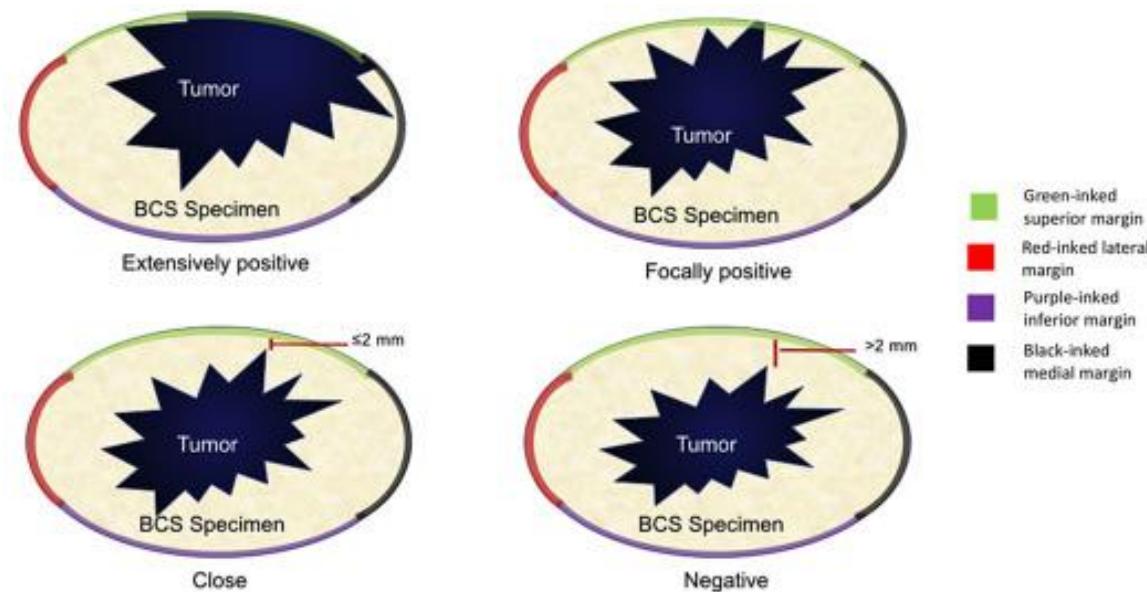 Tumor
BCS Specimen
Extensively positive
Tumor
BCS Specimen
Focally positive
Green-inked
superior margin
Red-inked lateral
margin
Purple-inked
inferior margin
Black-inked
medial margin
≤2 mm
Tumor
BCS Specimen
Close
>2 mm
Tumor
BCS Specimen
Negative